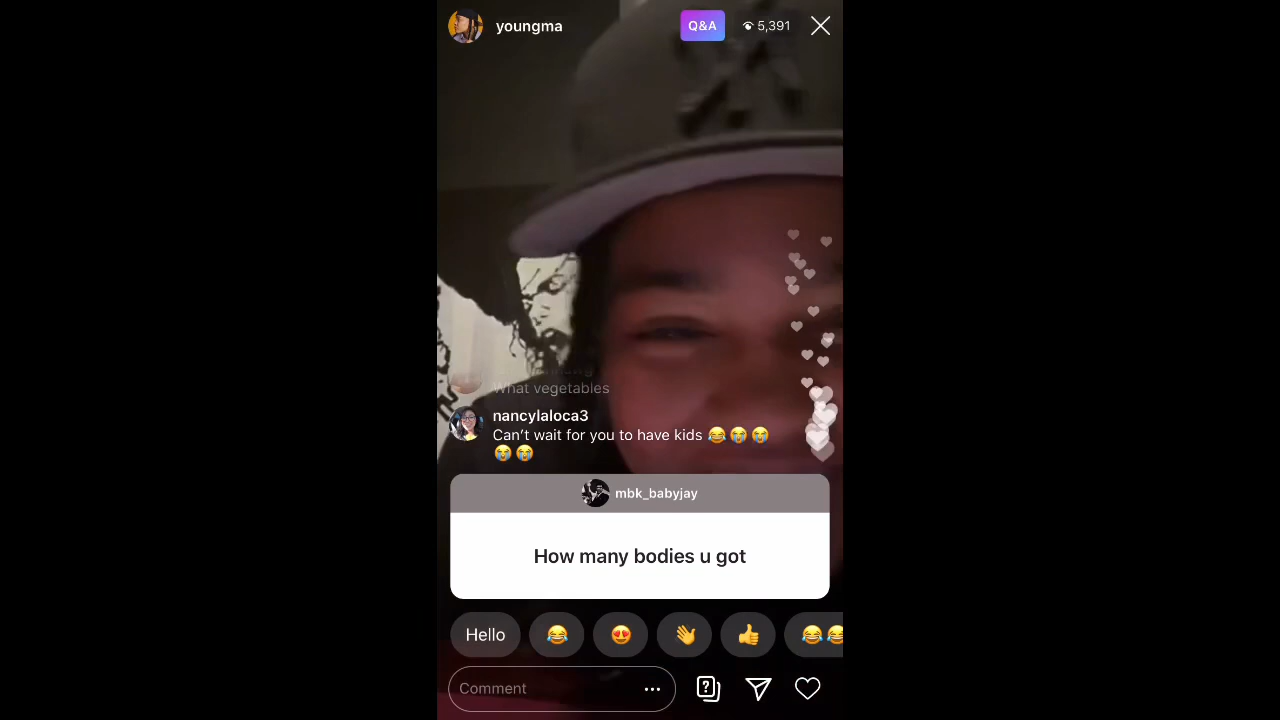 youngma
Q&A
5,391
What vegetables
nancylaloca3
Can't wait for you to have kids 😂😭😭
😭😭
mbk_babyjay
How many bodies u got
Hello
Comment